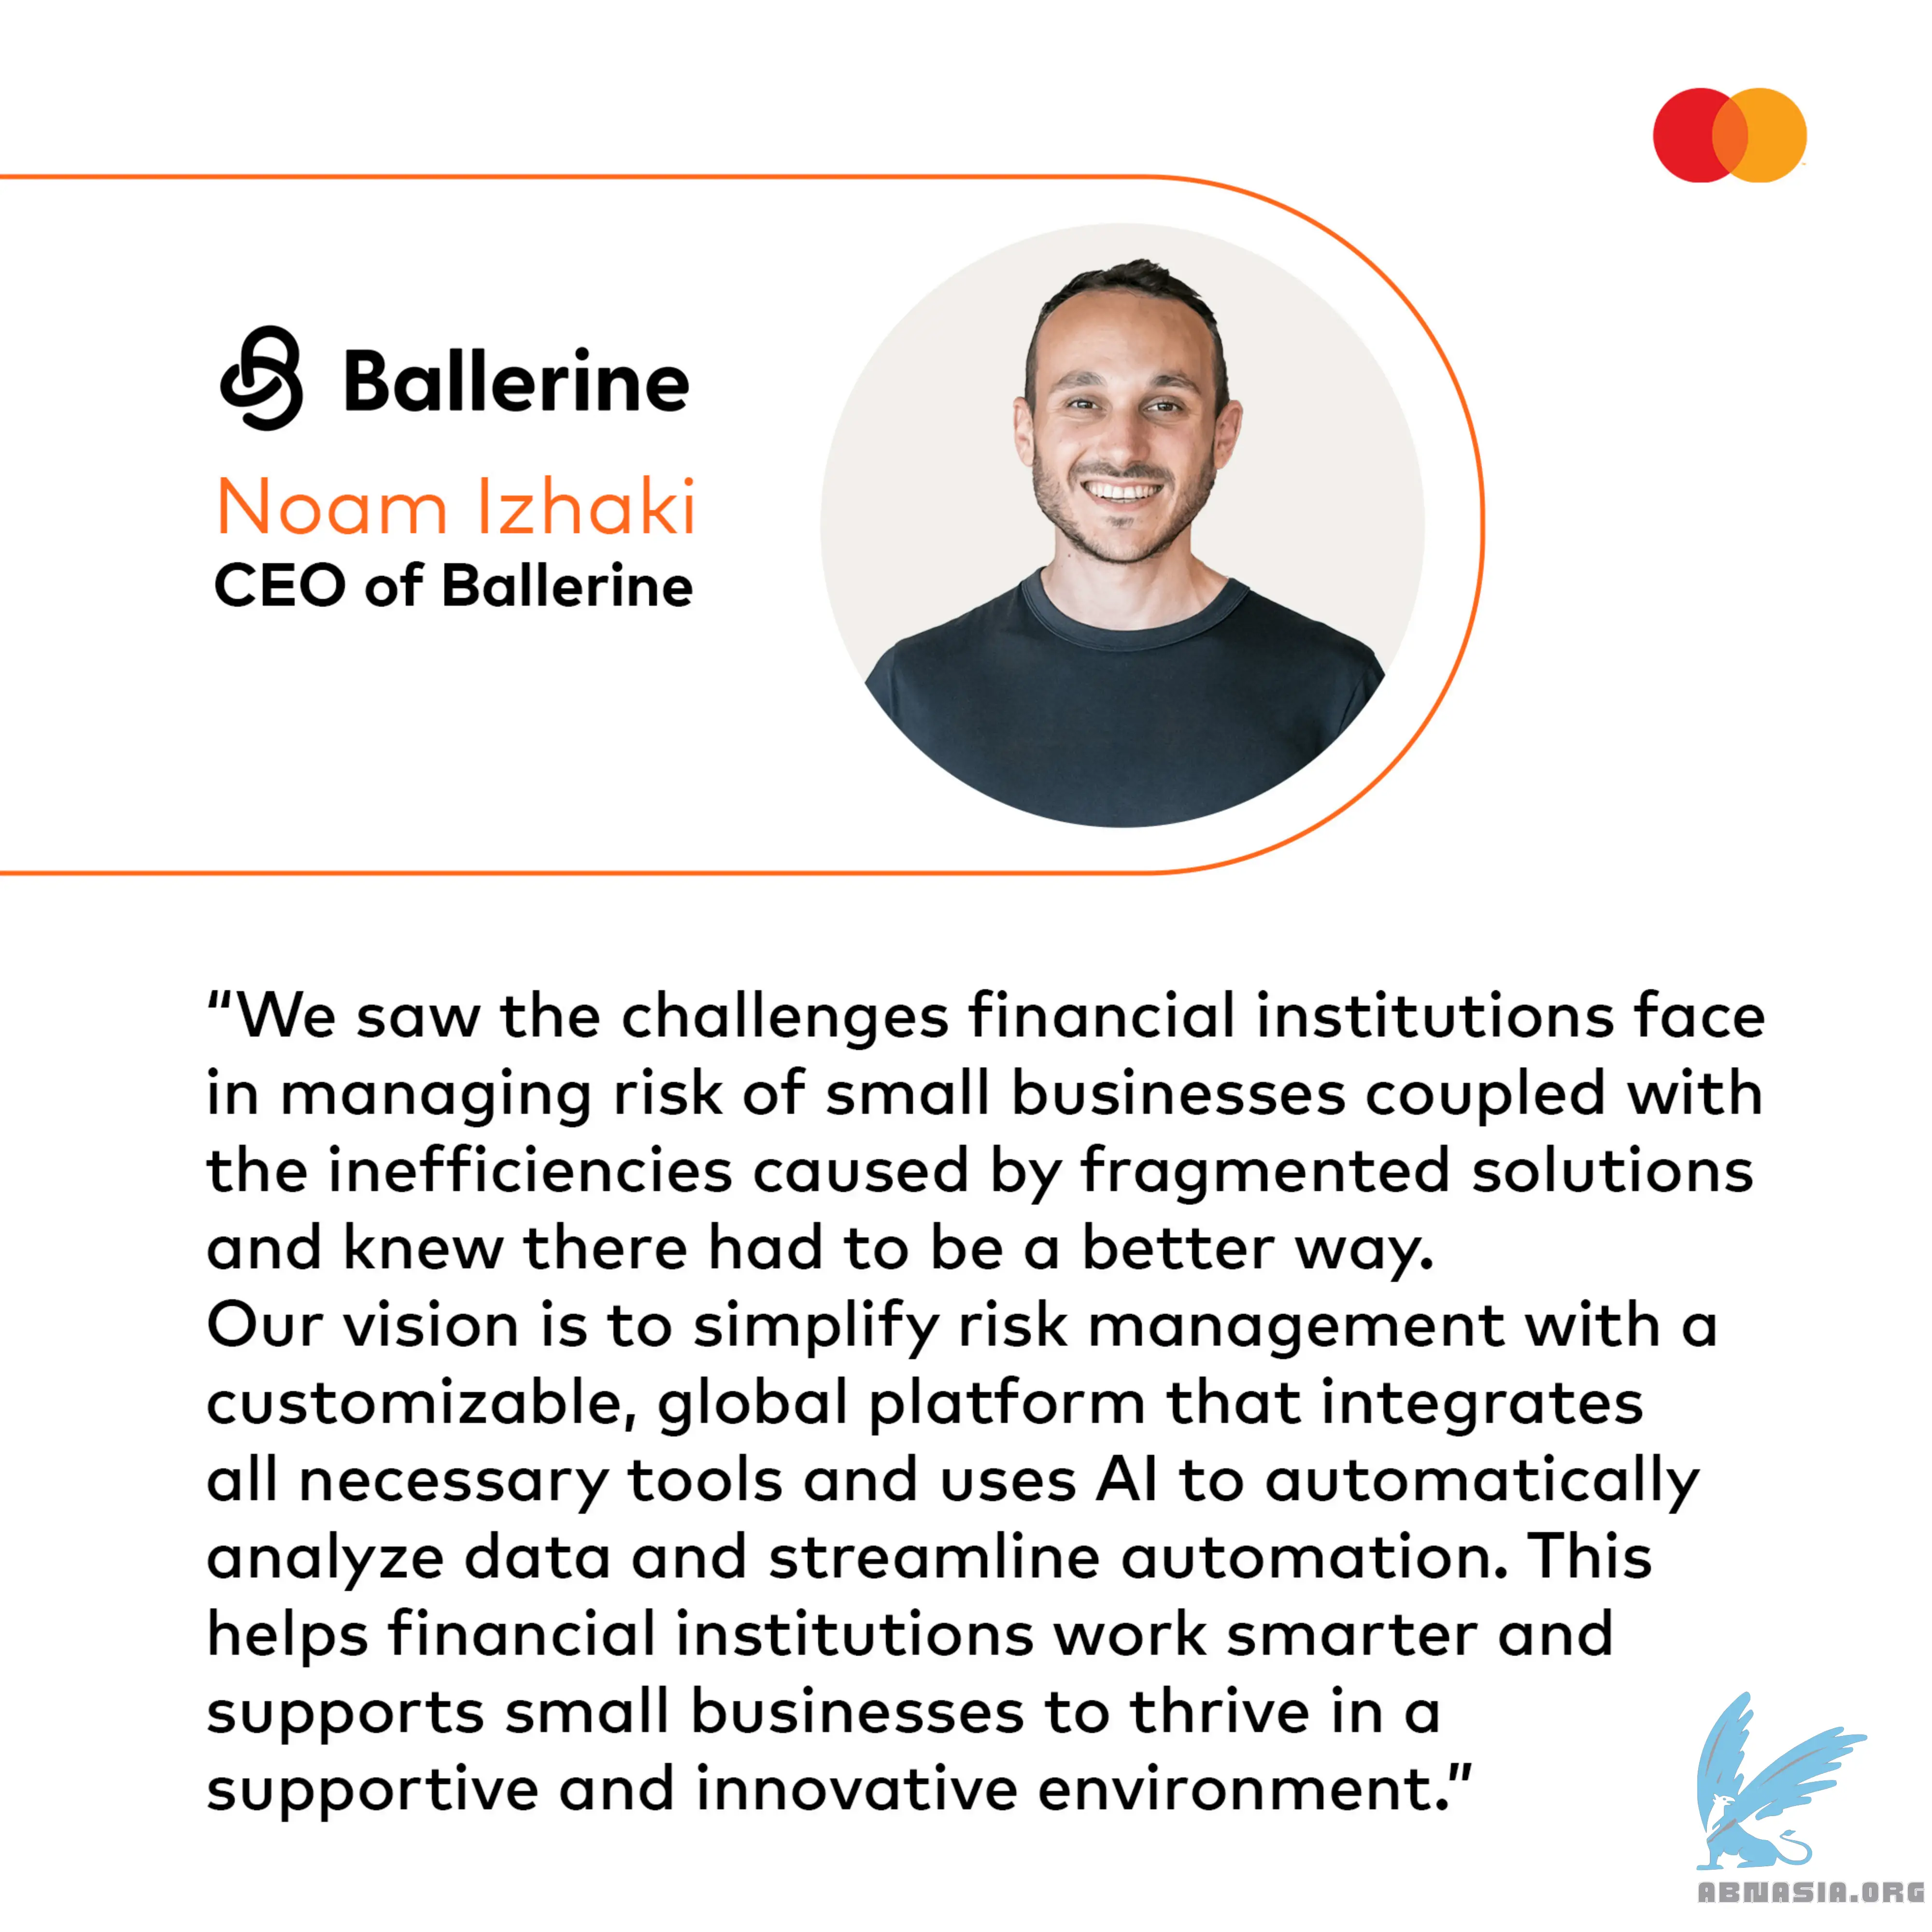 Ballerine
Noam Izhaki
CEO of Ballerine
“We saw the challenges financial institutions face
in managing risk of small businesses coupled with
the inefficiencies caused by fragmented solutions
and knew there had to be a better way.
Our vision is to simplify risk management with a
customizable, global platform that integrates
all necessary tools and uses AI to automatically
analyze data and streamline automation. This
helps financial institutions work smarter and
supports small businesses to thrive in a
supportive and innovative environment.”
ABNASIA.ORG